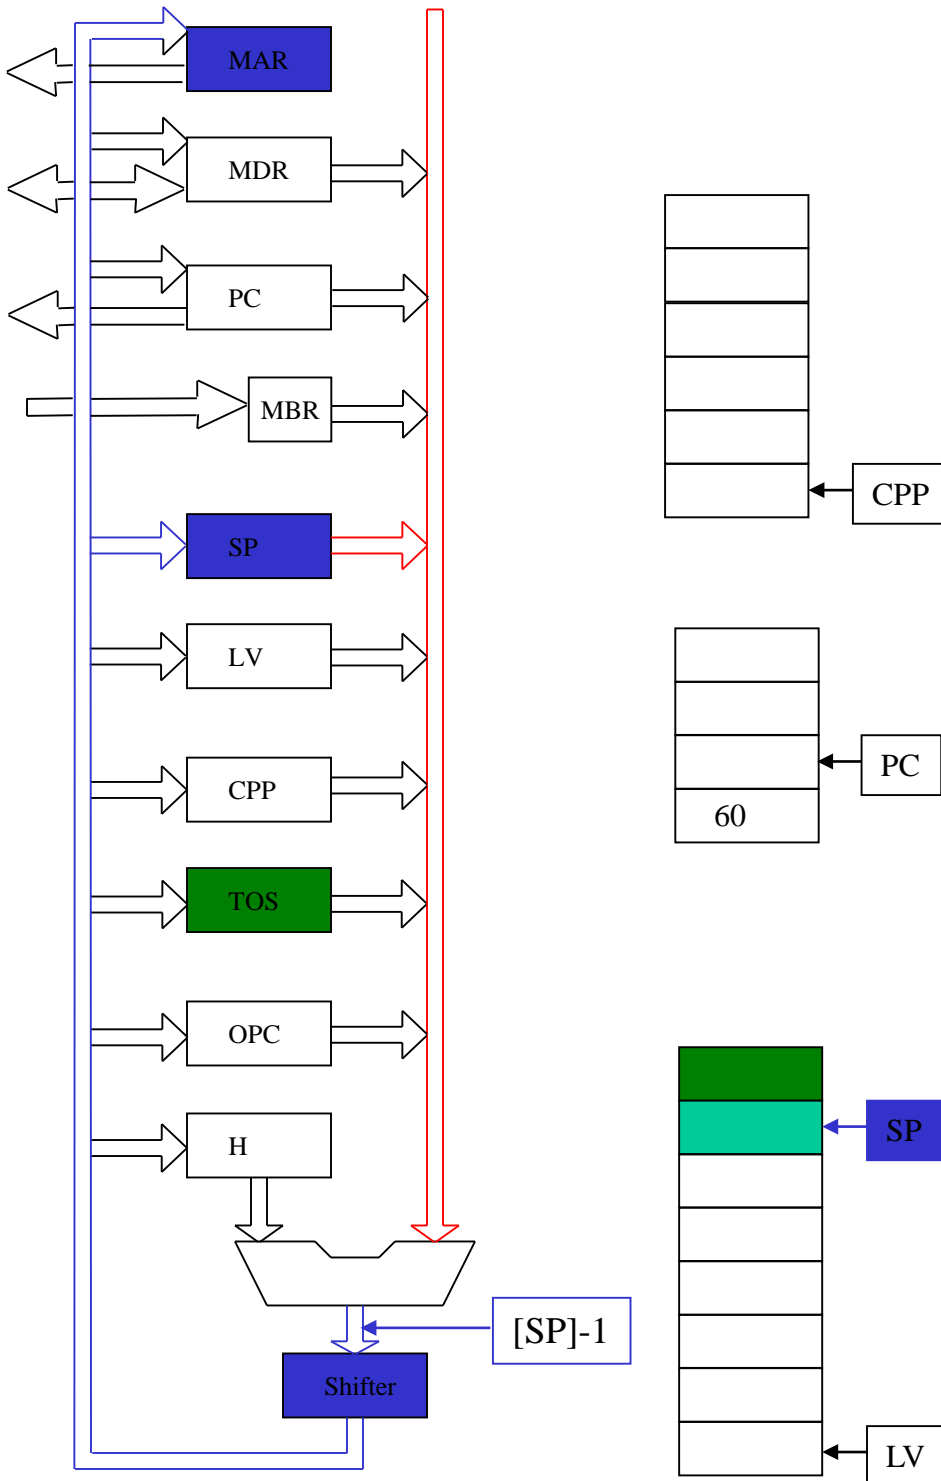 MAR
MDR
PC
MBR
SP
LV
CPP
TOS
OPC
H
[SP]-1
Shifter
CPP
PC
60
SP
LV